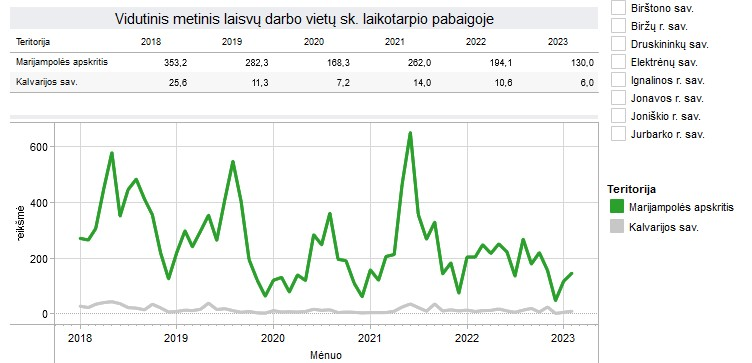 Vidutinis metinis laisvų darbo vietų sk. laikotarpio pabaigoje
Teritorija 2018 2019 2020 2021 2022 2023
Marijampolės apskritis 353,2 282,3 168,3 262,0 194,1 130,0
Kalvarijos sav. 25,6 11,3 7,2 14,0 10,6 6,0
600
400
200
0
reikšmė
2018 2019 2020 2021 2022 2023
Mėnuo
Birštono sav.
Biržų r. sav.
Druskininkų sav.
Elektrėnų sav.
Ignalinos r. sav.
Jonavos r. sav.
Joniškio r. sav.
Jurbarko r. sav.
Teritorija
Marijampolės apskritis
Kalvarijos sav.